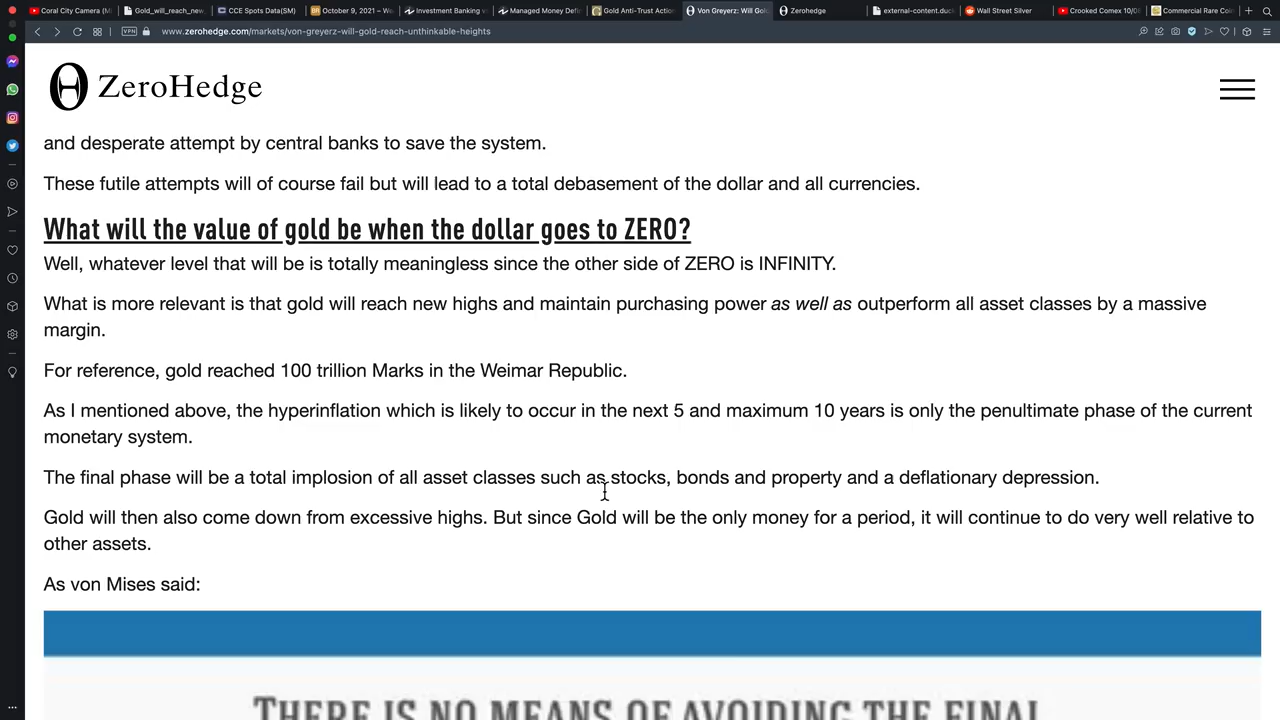 Coral City Camera (M
Gold_will_reach_new
CCE Spots Data(SM)
October 9, 2021 – We
Investment Banking v
Managed Money Defi
Gold Anti-Trust Action
Von Greyerz: Will Gol
Zerohedge
external-content.duc
Wall Street Silver
Crooked Comex 10/0
Commercial Rare Coi
VPN
www.zerohedge.com/markets/von-greyerz-will-gold-reach-unthinkable-heights
ZeroHedge
and desperate attempt by central banks to save the system.
These futile attempts will of course fail but will lead to a total debasement of the dollar and all currencies.
What will the value of gold be when the dollar goes to ZERO?
Well, whatever level that will be is totally meaningless since the other side of ZERO is INFINITY.
What is more relevant is that gold will reach new highs and maintain purchasing power as well as outperform all asset classes by a massive
margin.
For reference, gold reached 100 trillion Marks in the Weimar Republic.
As I mentioned above, the hyperinflation which is likely to occur in the next 5 and maximum 10 years is only the penultimate phase of the current
monetary system.
The final phase will be a total implosion of all asset classes such as stocks, bonds and property and a deflationary depression.
Gold will then also come down from excessive highs. But since Gold will be the only money for a period, it will continue to do very well relative to
other assets.
As von Mises said:
THERE IS NO MEANS OF AVOIDING THE FINAL